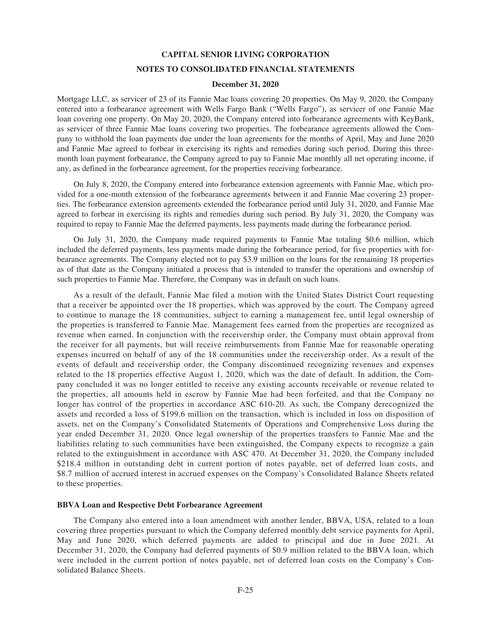 CAPITAL SENIOR LIVING CORPORATION
NOTES TO CONSOLIDATED FINANCIAL STATEMENTS
December 31, 2020
Mortgage LLC, as servicer of 23 of its Fannie Mae loans covering 20 properties. On May 9, 2020, the Company
entered into a forbearance agreement with Wells Fargo Bank (“Wells Fargo”), as servicer of one Fannie Mae
loan covering one property. On May 20, 2020, the Company entered into forbearance agreements with KeyBank,
as servicer of three Fannie Mae loans covering two properties. The forbearance agreements allowed the Com-
pany to withhold the loan payments due under the loan agreements for the months of April, May and June 2020
and Fannie Mae agreed to forbear in exercising its rights and remedies during such period. During this three-
month loan payment forbearance, the Company agreed to pay to Fannie Mae monthly all net operating income, if
any, as defined in the forbearance agreement, for the properties receiving forbearance.
On July 8, 2020, the Company entered into forbearance extension agreements with Fannie Mae, which pro-
vided for a one-month extension of the forbearance agreements between it and Fannie Mae covering 23 proper-
ties. The forbearance extension agreements extended the forbearance period until July 31, 2020, and Fannie Mae
agreed to forbear in exercising its rights and remedies during such period. By July 31, 2020, the Company was
required to repay to Fannie Mae the deferred payments, less payments made during the forbearance period.
On July 31, 2020, the Company made required payments to Fannie Mae totaling $0.6 million, which
included the deferred payments, less payments made during the forbearance period, for five properties with for-
bearance agreements. The Company elected not to pay $3.9 million on the loans for the remaining 18 properties
as of that date as the Company initiated a process that is intended to transfer the operations and ownership of
such properties to Fannie Mae. Therefore, the Company was in default on such loans.
As a result of the default, Fannie Mae filed a motion with the United States District Court requesting
that a receiver be appointed over the 18 properties, which was approved by the court. The Company agreed
to continue to manage the 18 communities, subject to earning a management fee, until legal ownership of
the properties is transferred to Fannie Mae. Management fees earned from the properties are recognized as
revenue when earned. In conjunction with the receivership order, the Company must obtain approval from
the receiver for all payments, but will receive reimbursements from Fannie Mae for reasonable operating
expenses incurred on behalf of any of the 18 communities under the receivership order. As a result of the
events of default and receivership order, the Company discontinued recognizing revenues and expenses
related to the 18 properties effective August 1, 2020, which was the date of default. In addition, the Com-
pany concluded it was no longer entitled to receive any existing accounts receivable or revenue related to
the properties, all amounts held in escrow by Fannie Mae had been forfeited, and that the Company no
longer has control of the properties in accordance ASC 610-20. As such, the Company derecognized the
assets and recorded a loss of $199.6 million on the transaction, which is included in loss on disposition of
assets, net on the Company’s Consolidated Statements of Operations and Comprehensive Loss during the
year ended December 31, 2020. Once legal ownership of the properties transfers to Fannie Mae and the
liabilities relating to such communities have been extinguished, the Company expects to recognize a gain
related to the extinguishment in accordance with ASC 470. At December 31, 2020, the Company included
$218.4 million in outstanding debt in current portion of notes payable, net of deferred loan costs, and
$8.7 million of accrued interest in accrued expenses on the Company’s Consolidated Balance Sheets related
to these properties.
BBVA Loan and Respective Debt Forbearance Agreement
The Company also entered into a loan amendment with another lender, BBVA, USA, related to a loan
covering three properties pursuant to which the Company deferred monthly debt service payments for April,
May and June 2020, which deferred payments are added to principal and due in June 2021. At
December 31, 2020, the Company had deferred payments of $0.9 million related to the BBVA loan, which
were included in the current portion of notes payable, net of deferred loan costs on the Company’s Con-
solidated Balance Sheets.
F-25